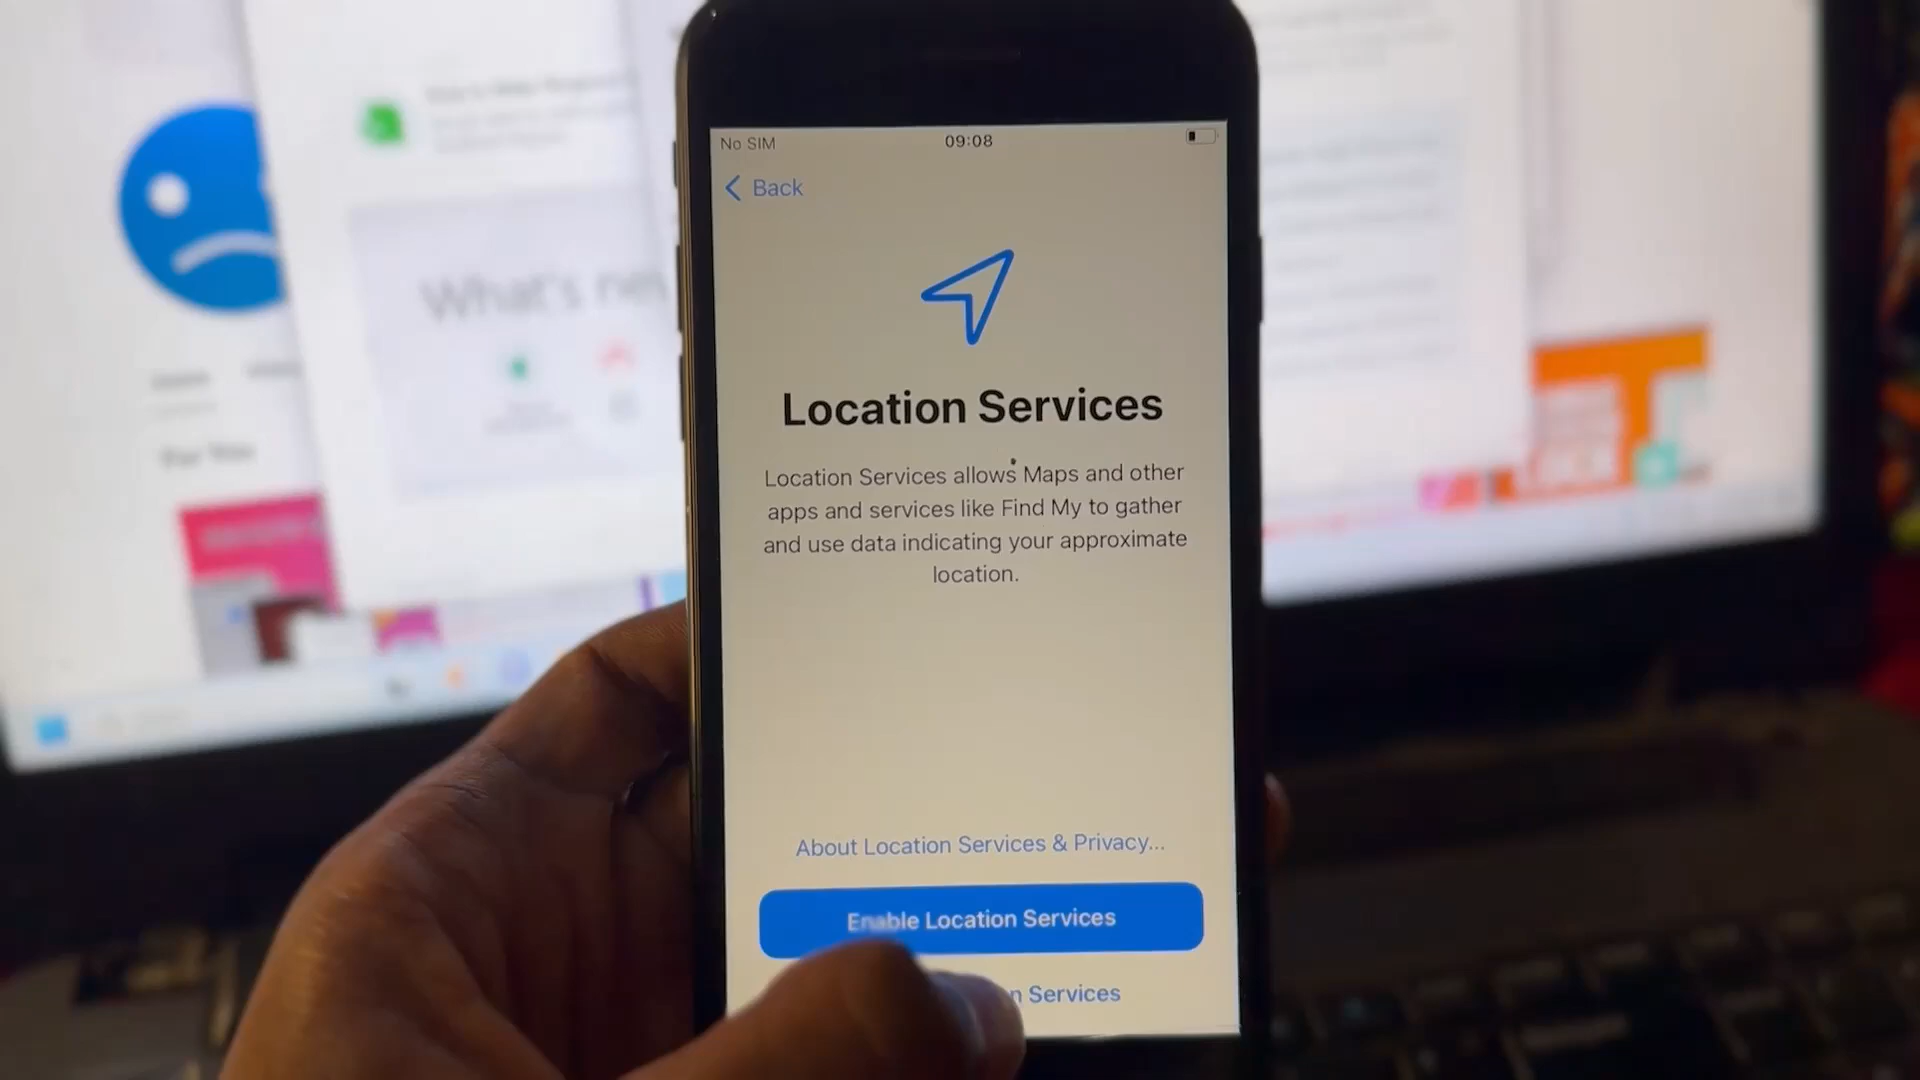 No SIM
09:08
Back
Location Services
Location Services allows Maps and other
apps and services like Find My to gather
and use data indicating your approximate
location.
About Location Services & Privacy...
Enable Location Services
Services
What's